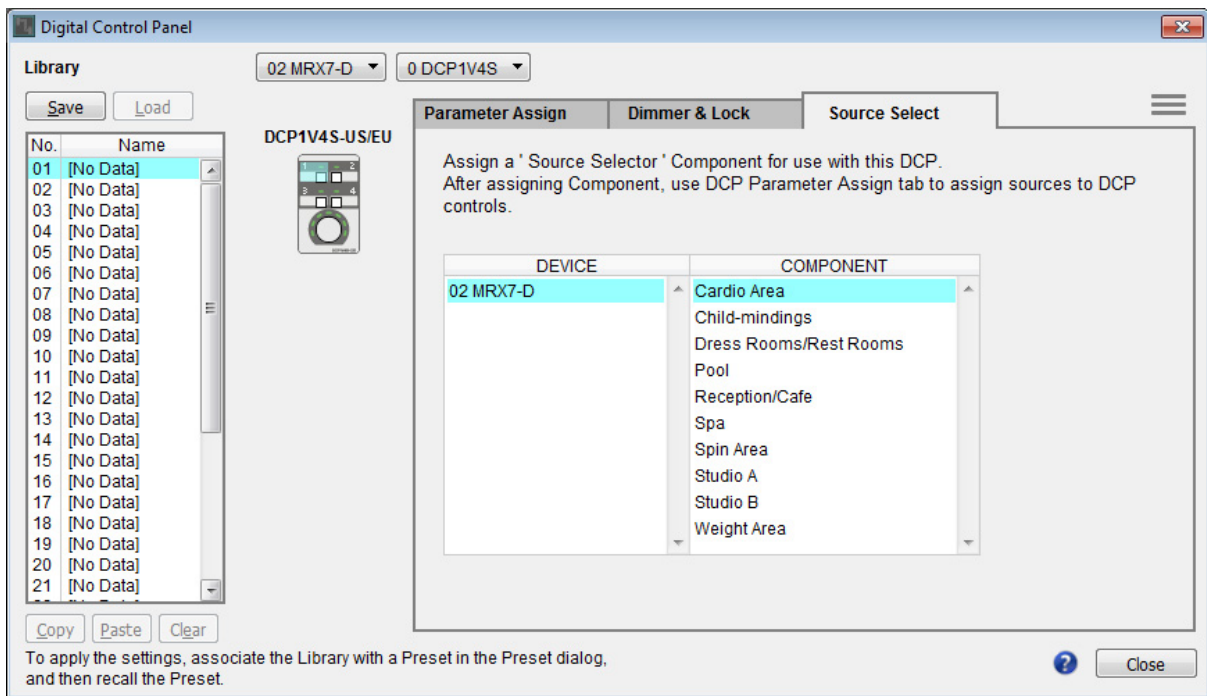 Digital Control Panel
Library
02 MRX7-D
0 DCP1V4S
Save
Load
No. Name
01 [No Data]
02 [No Data]
03 [No Data]
04 [No Data]
05 [No Data]
06 [No Data]
07 [No Data]
08 [No Data]
09 [No Data]
10 [No Data]
11 [No Data]
12 [No Data]
13 [No Data]
14 [No Data]
15 [No Data]
16 [No Data]
17 [No Data]
18 [No Data]
19 [No Data]
20 [No Data]
21 [No Data]
Copy
Paste
Clear
DCP1V4S-US/EU
1 2
3 4
Parameter Assign
Dimmer & Lock
Source Select
Assign a ' Source Selector ' Component for use with this DCP.
After assigning Component, use DCP Parameter Assign tab to assign sources to DCP
controls.
DEVICE
02 MRX7-D
COMPONENT
Cardio Area
Child-mindings
Dress Rooms/Rest Rooms
Pool
Reception/Cafe
Spa
Spin Area
Studio A
Studio B
Weight Area
To apply the settings, associate the Library with a Preset in the Preset dialog,
and then recall the Preset.
?
Close